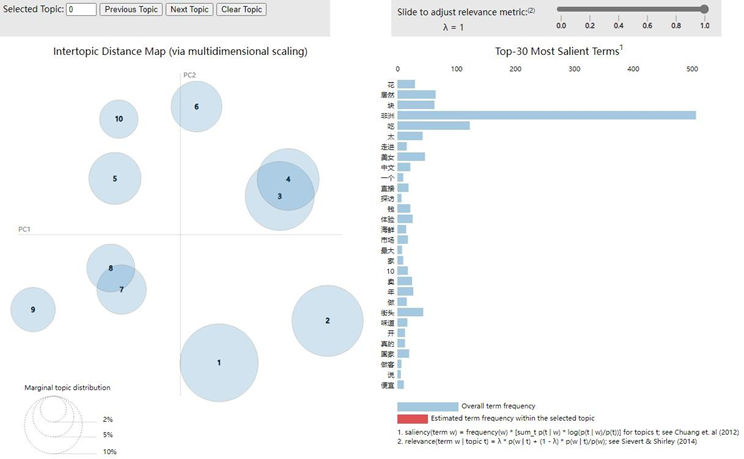 Selected Topic: 0 Previous Topic Next Topic Clear Topic
Slide to adjust relevance metric:(2)
λ = 1
0.0 0.2 0.4 0.6 0.8 1.0
Intertopic Distance Map (via multidimensional scaling)
PC2
PC1
6
10
5
4
3
8
7
9
2
1
Marginal topic distribution
2%
5%
10%
Top-30 Most Salient Terms1
0 100 200 300 400 500
花
居然
块
非洲
吃
太
走进
美女
中文
一个
直播
探访
钱
体验
海鲜
市场
最大
家
10
卖
年
做
街头
味道
开
真的
国家
做客
说
便宜
Overall term frequency
Estimated term frequency within the selected topic
1. saliency(term w) = frequency(w) * [sum_t p(t | w) * log(p(t | w)/p(t))] for topics t; see Chuang et. al (2012)
2. relevance(term w | topic t) = λ * p(w | t) + (1 - λ) * p(w | t)/p(w); see Sievert & Shirley (2014)